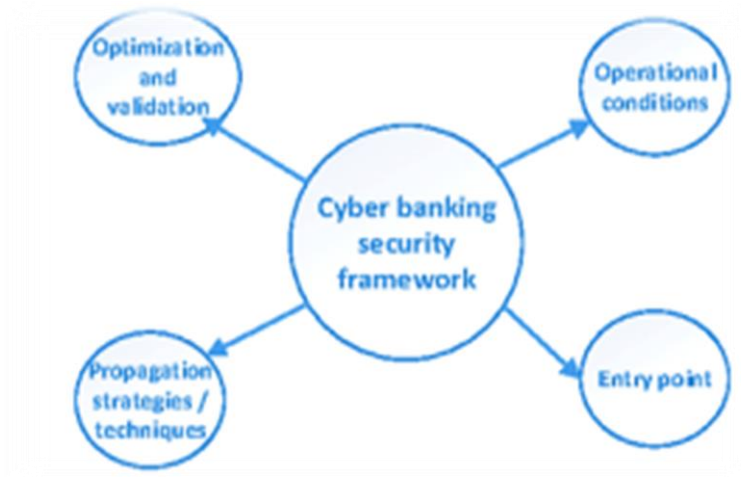 Optimization
and
validation
Operational
conditions
Cyber banking
security
framework
Propagation
strategies /
techniques
Entry point